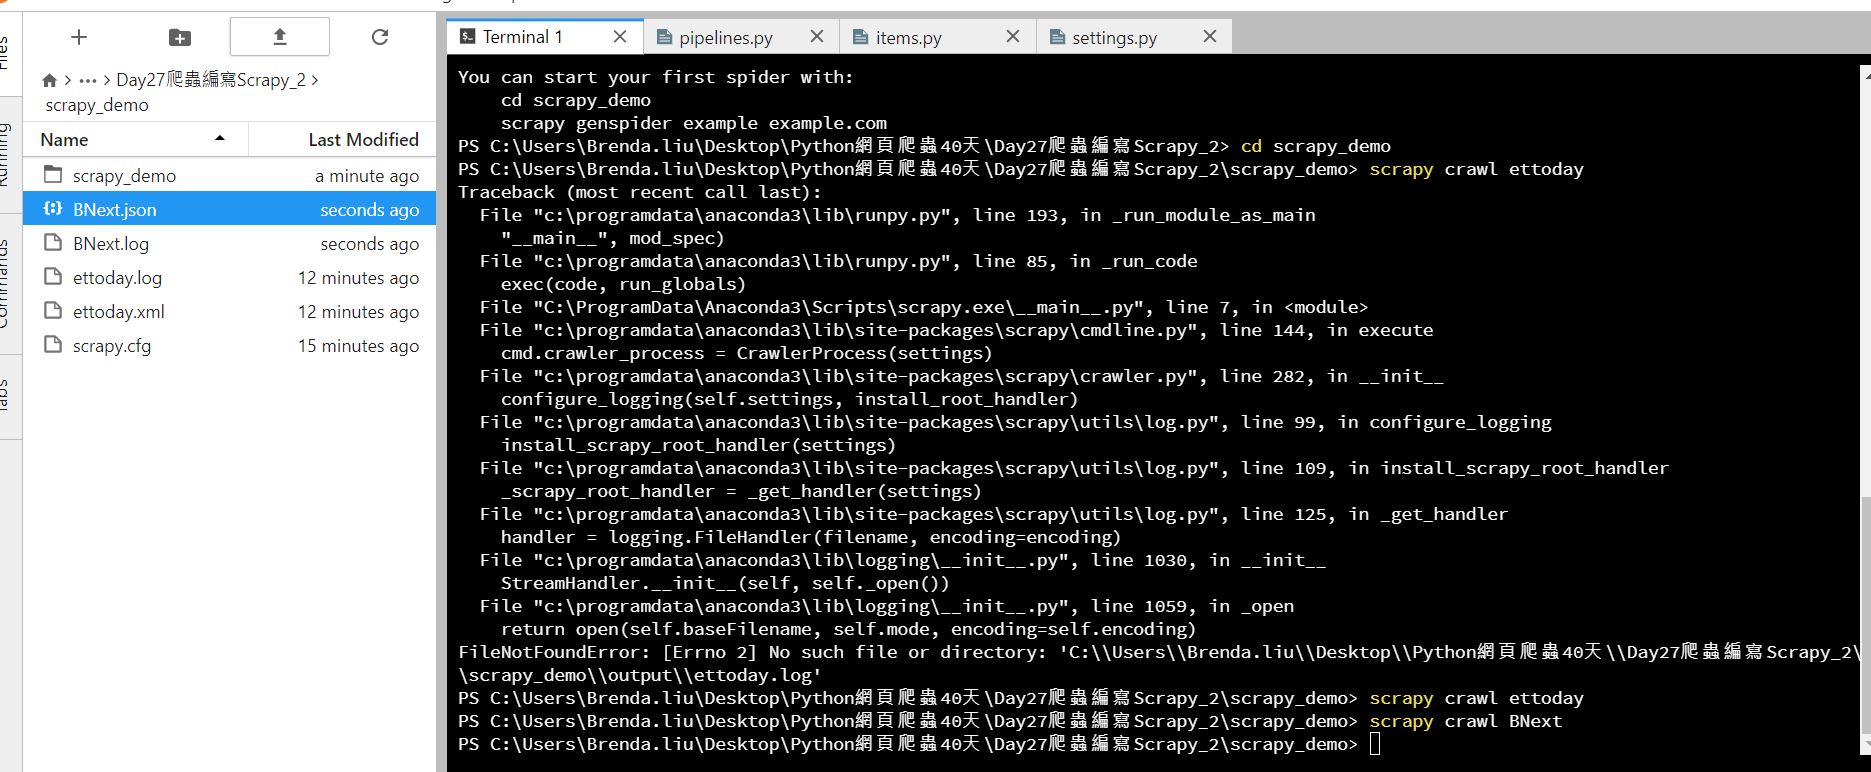 Files
Running
Commands
Tabs
Day27爬蟲編寫Scrapy_2
scrapy_demo
Name
Last Modified
scrapy_demo
a minute ago
BNext.json
seconds ago
BNext.log
seconds ago
ettoday.log
12 minutes ago
ettoday.xml
12 minutes ago
scrapy.cfg
15 minutes ago
Terminal 1
pipelines.py
items.py
settings.py
You can start your first spider with:
    cd scrapy_demo
    scrapy genspider example example.com
PS C:\Users\Brenda.liu\Desktop\Python網頁爬蟲40天\Day27爬蟲編寫Scrapy_2> cd scrapy_demo
PS C:\Users\Brenda.liu\Desktop\Python網頁爬蟲40天\Day27爬蟲編寫Scrapy_2\scrapy_demo> scrapy crawl ettoday
Traceback (most recent call last):
  File "c:\programdata\anaconda3\lib\runpy.py", line 193, in _run_module_as_main
    "__main__", mod_spec)
  File "c:\programdata\anaconda3\lib\runpy.py", line 85, in _run_code
    exec(code, run_globals)
  File "C:\ProgramData\Anaconda3\Scripts\scrapy.exe\__main__.py", line 7, in <module>
  File "c:\programdata\anaconda3\lib\site-packages\scrapy\cmdline.py", line 144, in execute
    cmd.crawler_process = CrawlerProcess(settings)
  File "c:\programdata\anaconda3\lib\site-packages\scrapy\crawler.py", line 282, in __init__
    configure_logging(self.settings, install_root_handler)
  File "c:\programdata\anaconda3\lib\site-packages\scrapy\utils\log.py", line 99, in configure_logging
    install_scrapy_root_handler(settings)
  File "c:\programdata\anaconda3\lib\site-packages\scrapy\utils\log.py", line 109, in install_scrapy_root_handler
    _scrapy_root_handler = _get_handler(settings)
  File "c:\programdata\anaconda3\lib\site-packages\scrapy\utils\log.py", line 125, in _get_handler
    handler = logging.FileHandler(filename, encoding=encoding)
  File "c:\programdata\anaconda3\lib\logging\__init__.py", line 1030, in __init__
    StreamHandler.__init__(self, self._open())
  File "c:\programdata\anaconda3\lib\logging\__init__.py", line 1059, in _open
    return open(self.baseFilename, self.mode, encoding=self.encoding)
FileNotFoundError: [Errno 2] No such file or directory: 'C:\\Users\\Brenda.liu\\Desktop\\Python網頁爬蟲40天\\Day27爬蟲編寫Scrapy_2\
\scrapy_demo\\output\\ettoday.log'
PS C:\Users\Brenda.liu\Desktop\Python網頁爬蟲40天\Day27爬蟲編寫Scrapy_2\scrapy_demo> scrapy crawl ettoday
PS C:\Users\Brenda.liu\Desktop\Python網頁爬蟲40天\Day27爬蟲編寫Scrapy_2\scrapy_demo> scrapy crawl BNext
PS C:\Users\Brenda.liu\Desktop\Python網頁爬蟲40天\Day27爬蟲編寫Scrapy_2\scrapy_demo>